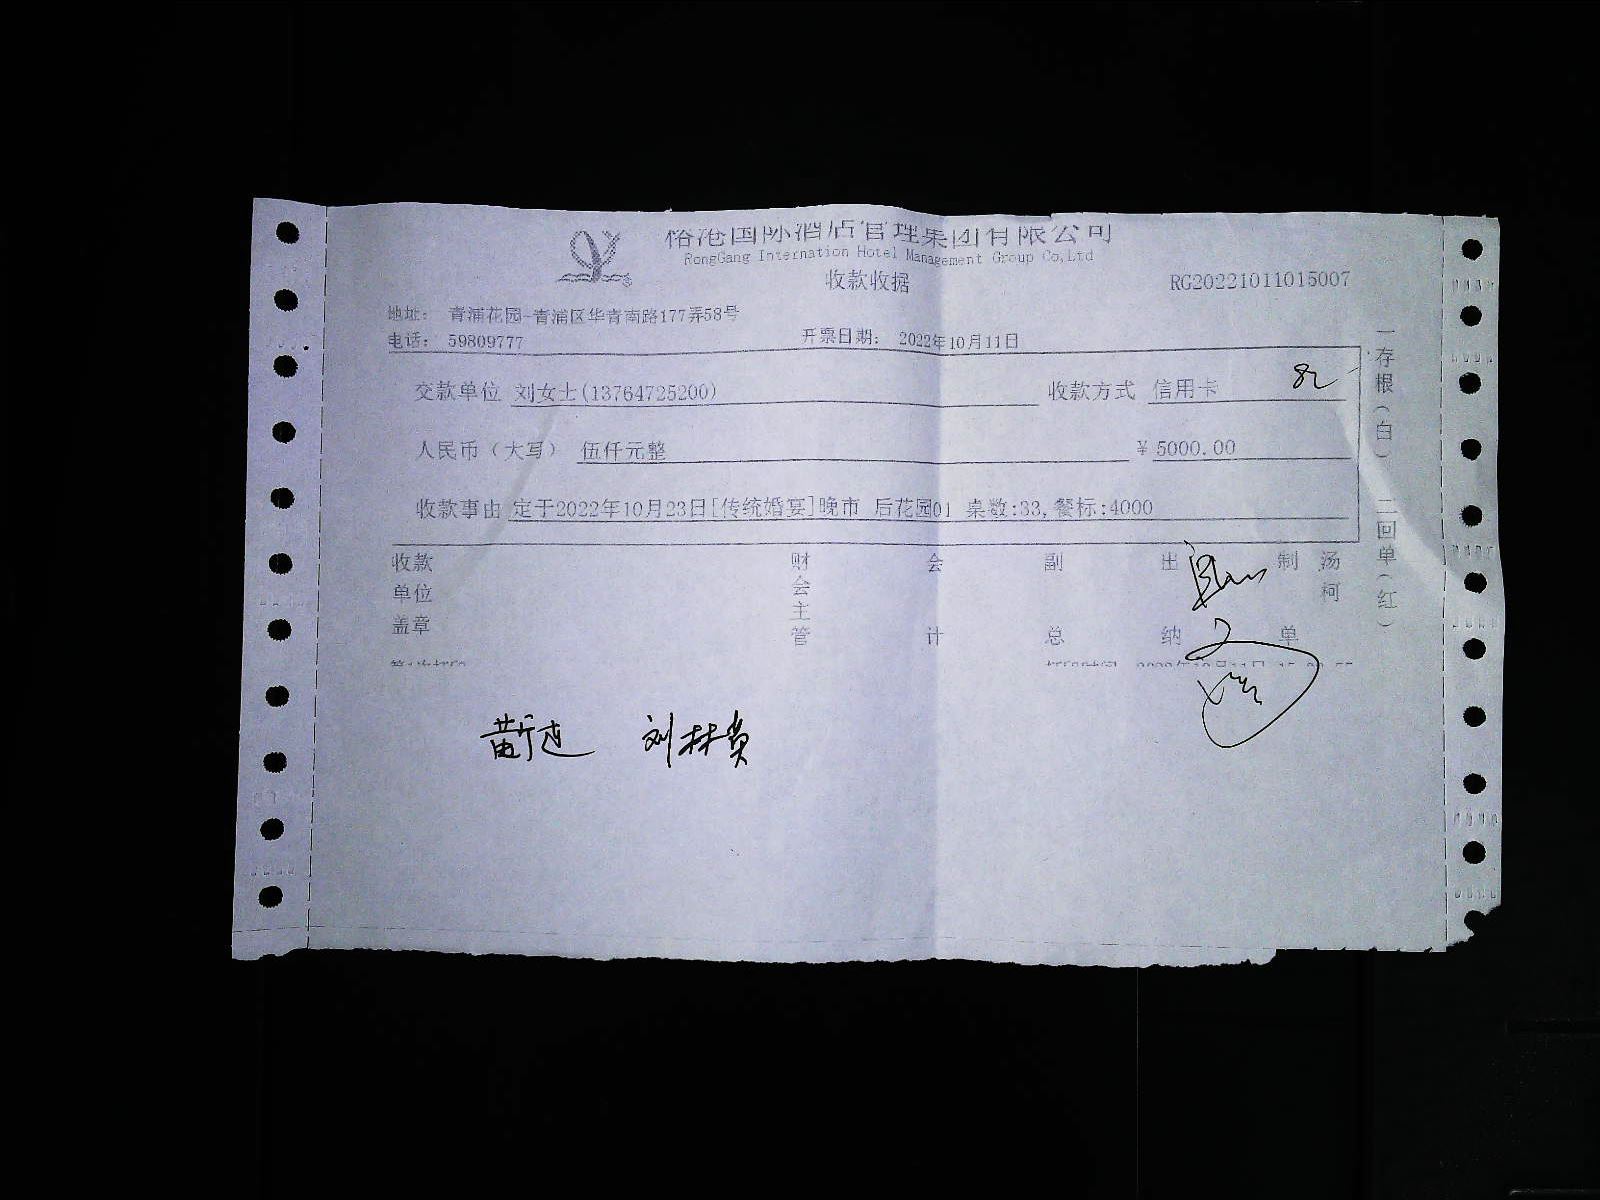 裕港国际酒店管理集团有限公司
RongGang Internation Hotel Management Group Co,Ltd
收款收据
RG20221011015007
地址： 青浦花园-青浦区华青南路177弄58号
电话： 59809777
开票日期： 2022年10月11日
交款单位 刘女士(13764725200) 收款方式 信用卡
人民币（大写） 伍仟元整 ￥5000.00
收款事由 定于2022年10月23日[传统婚宴]晚市 后花园01 桌数:33,餐标:4000
收款单位盖章 财会主管 会计 副总 出纳 制单 汤柯
一存根（白） 二回单（红）